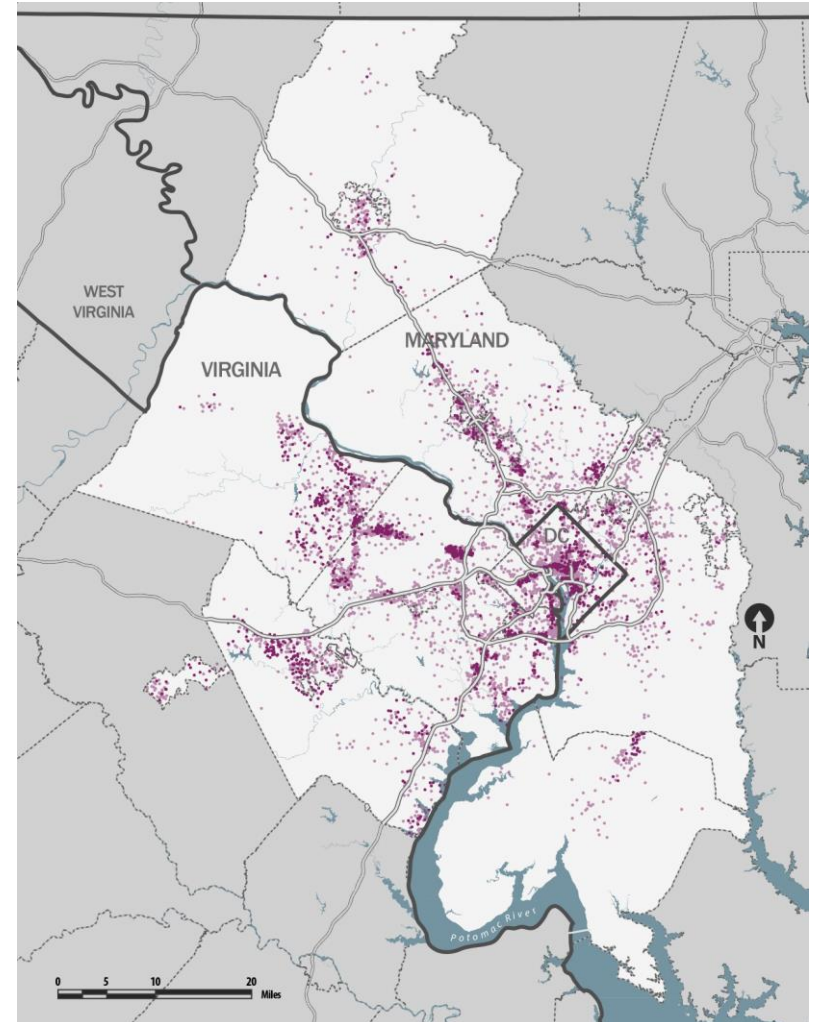 WEST
VIRGINIA
VIRGINIA
MARYLAND
DC
N
Potomac River
0 5 10 20
Miles